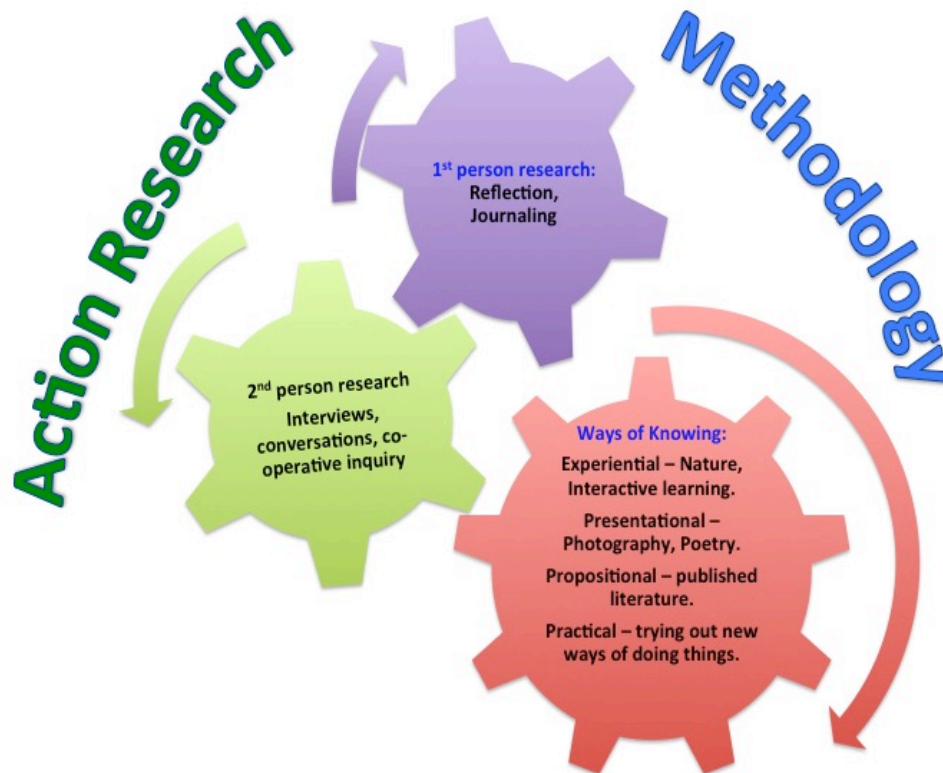 Action Research
Methodology
1st person research:
Reflection,
Journaling
2nd person research
Interviews,
conversations, co-
operative inquiry
Ways of Knowing:
Experiential – Nature,
Interactive learning.
Presentational –
Photography, Poetry.
Propositional – published
literature.
Practical – trying out new
ways of doing things.